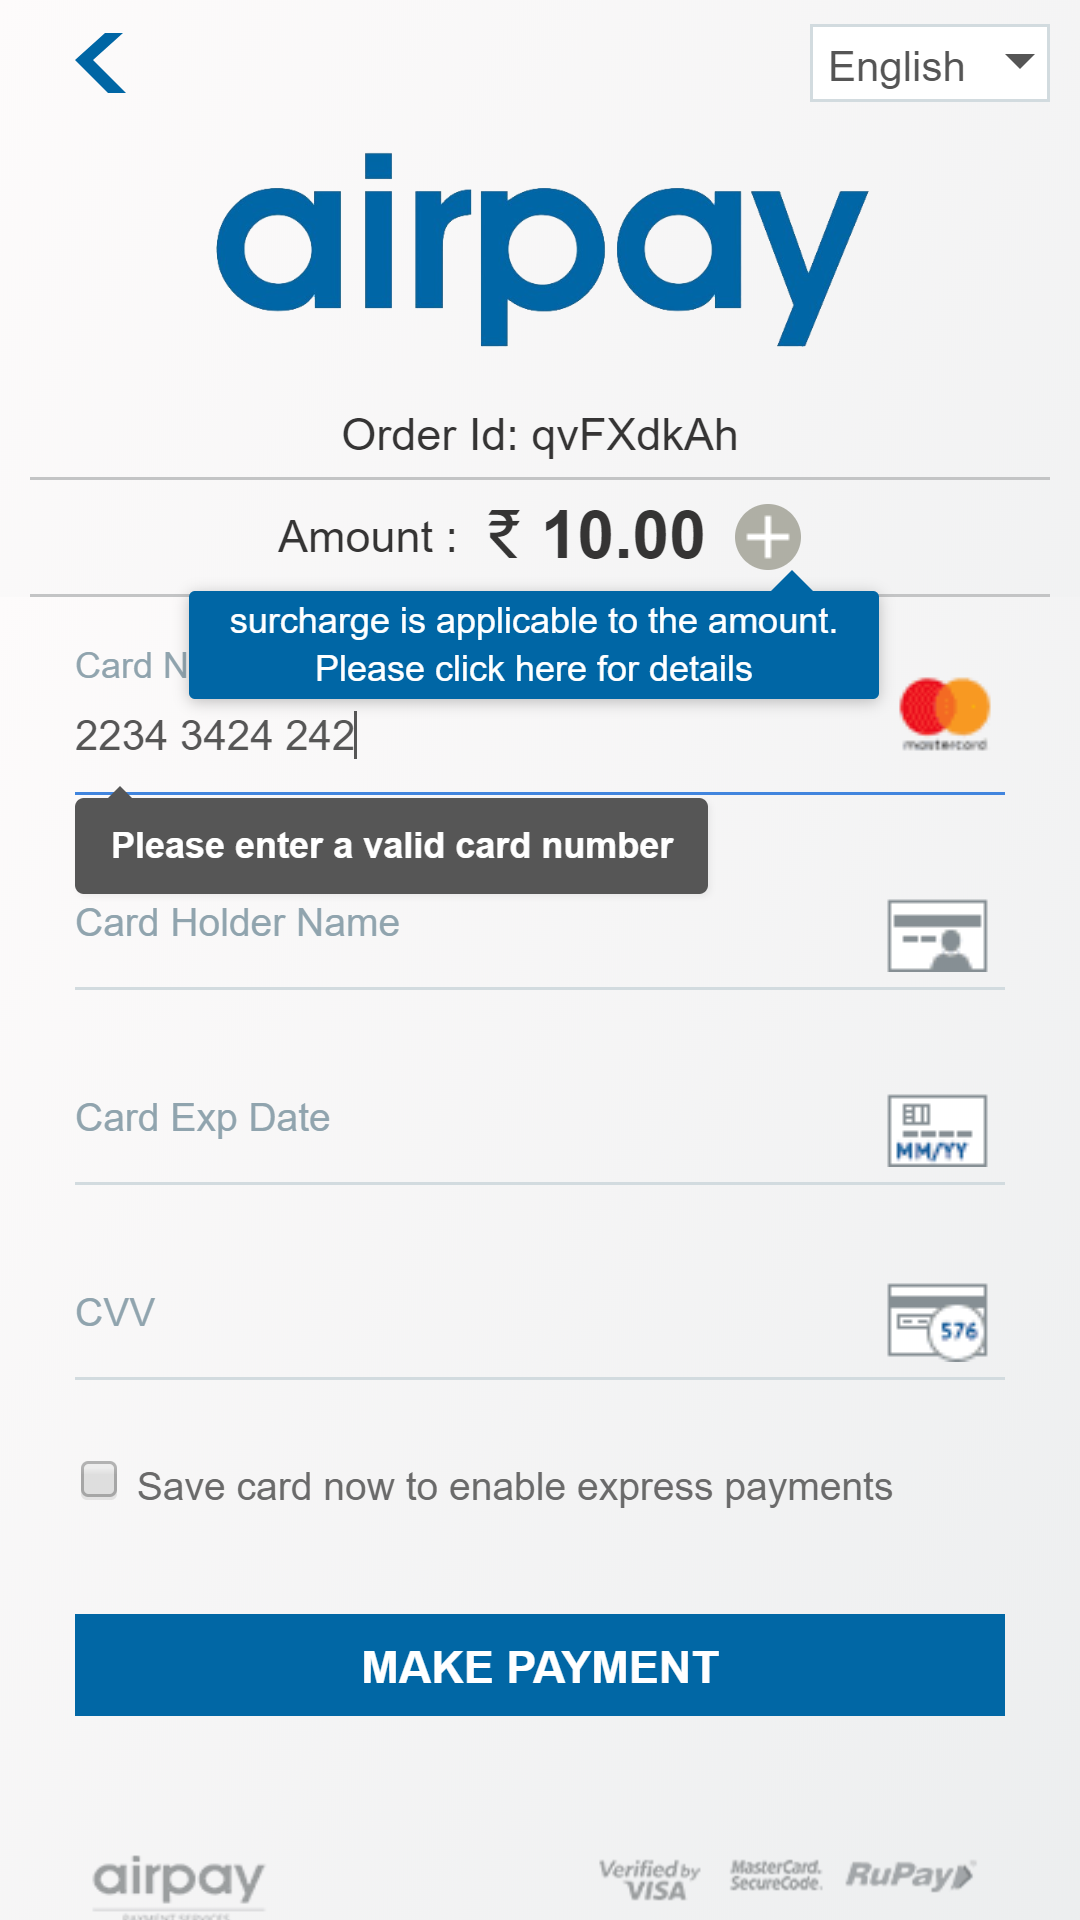 English
airpay
Order Id: qvFXdkAh
Amount : ₹ 10.00
surcharge is applicable to the amount.
Please click here for details
Card N
2234 3424 242
mastercard
Please enter a valid card number
Card Holder Name
Card Exp Date
MM/YY
CVV
576
Save card now to enable express payments
MAKE PAYMENT
airpay
PAYMENT SERVICES
Verified by
VISA
MasterCard.
SecureCode.
RuPay